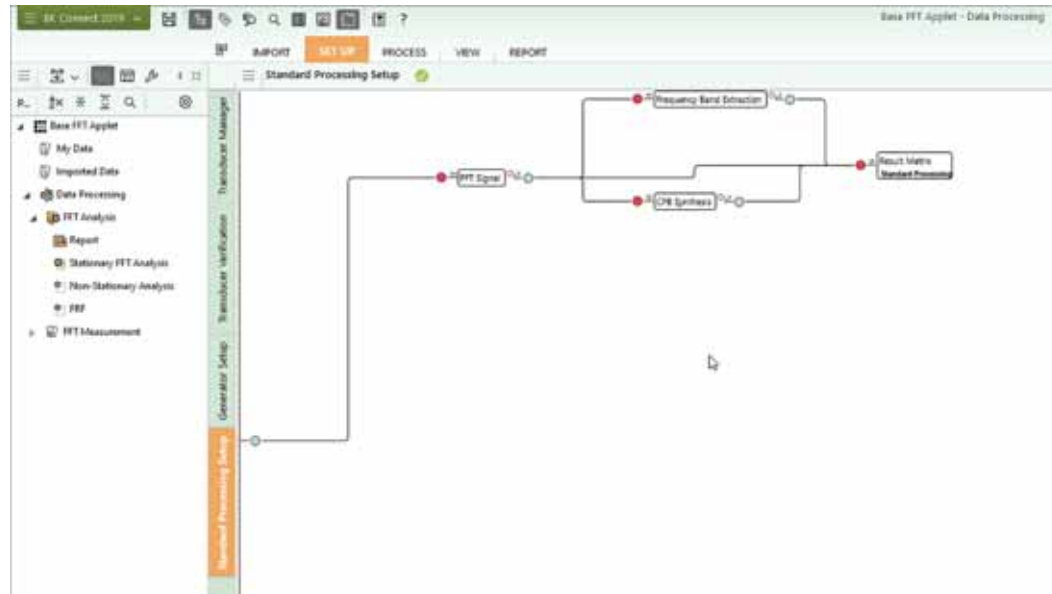 BK Connect 2019
?
Base FFT Applet - Data Processing
IMPORT
SET UP
PROCESS
VIEW
REPORT
Standard Processing Setup
Base FFT Applet
My Data
Imported Data
Data Processing
FFT Analysis
Report
Stationary FFT Analysis
Non-Stationary Analysis
FRF
FFT Measurement
Transducer Manager
Transducer Verification
Generator Setup
Standard Processing Setup
Frequency Band Extraction
FFT Signal
CPB Synthesis
Result Matrix
Standard Processing